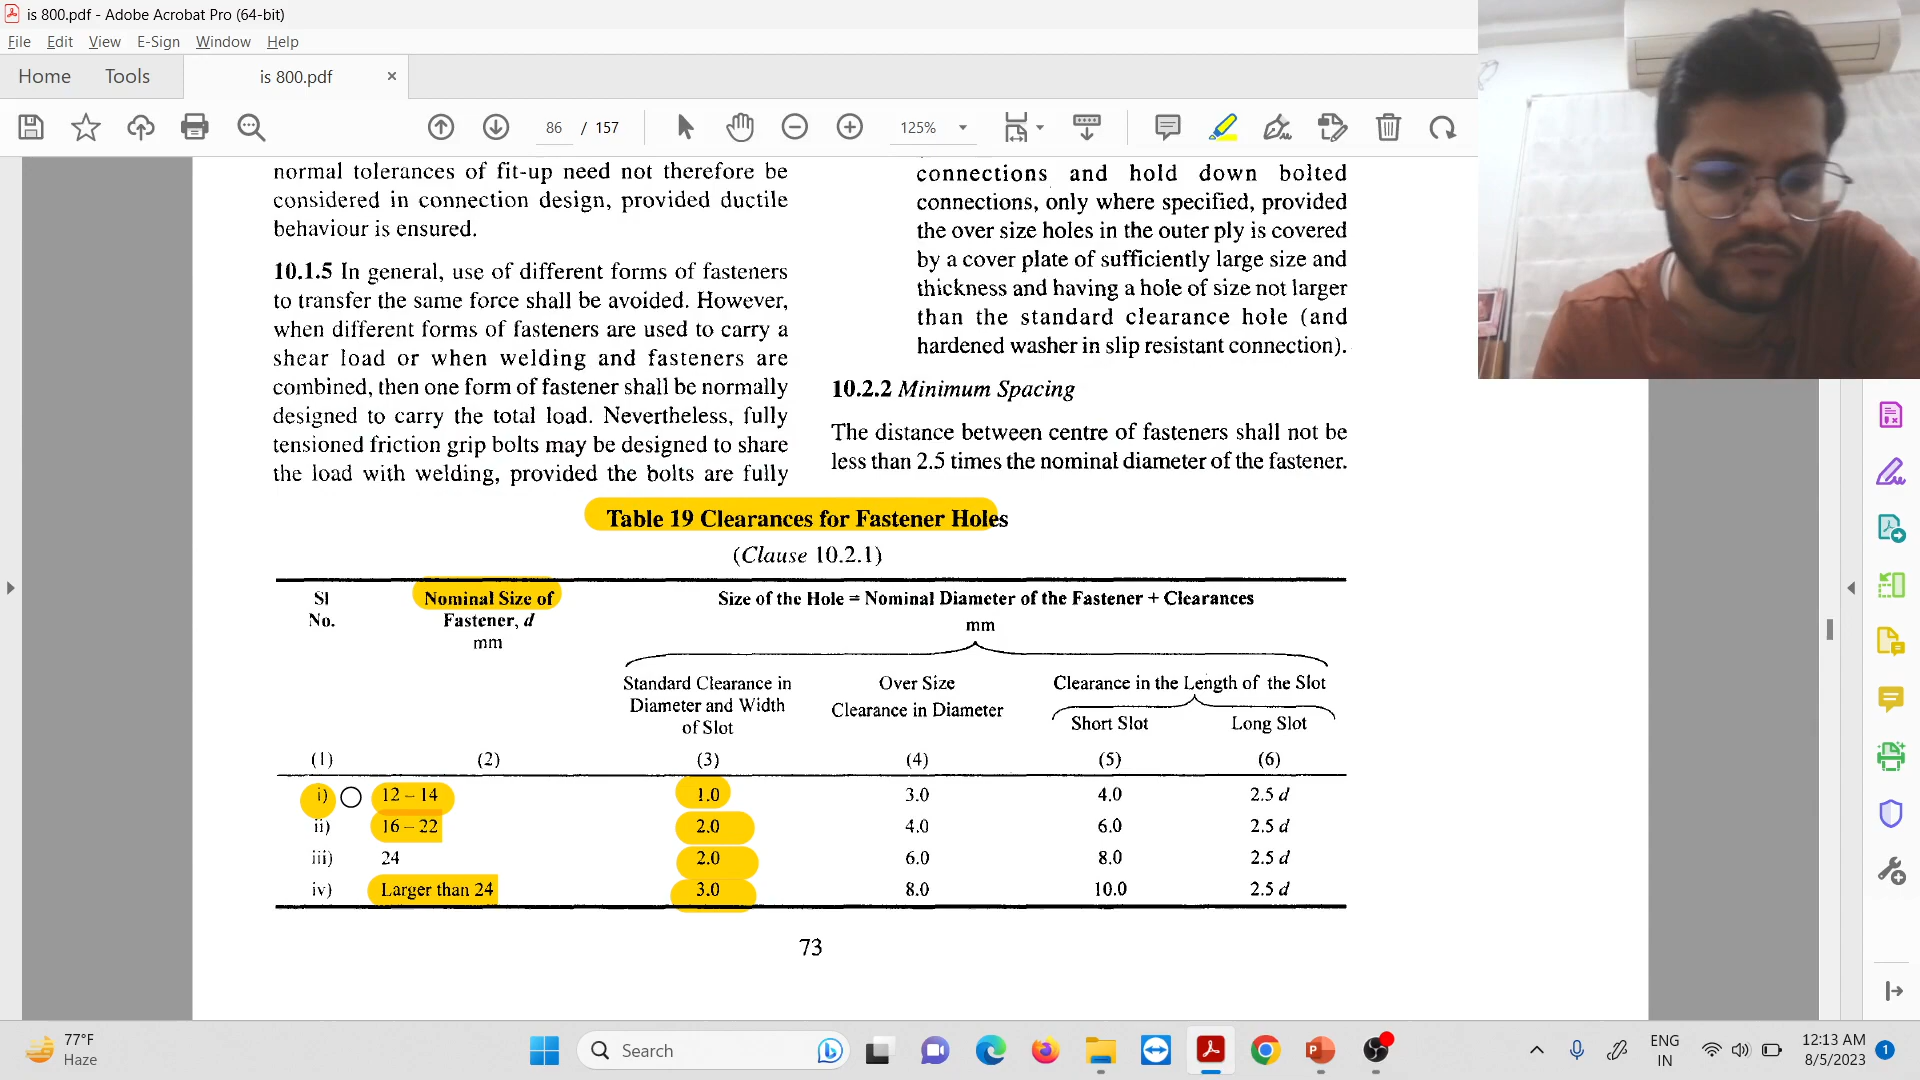 is 800.pdf - Adobe Acrobat Pro (64-bit)
File Edit View E-Sign Window Help
Home Tools is 800.pdf ×
86 / 157 125%
normal tolerances of fit-up need not therefore be
considered in connection design, provided ductile
behaviour is ensured.
10.1.5 In general, use of different forms of fasteners
to transfer the same force shall be avoided. However,
when different forms of fasteners are used to carry a
shear load or when welding and fasteners are
combined, then one form of fastener shall be normally
designed to carry the total load. Nevertheless, fully
tensioned friction grip bolts may be designed to share
the load with welding, provided the bolts are fully
connections and hold down bolted
connections, only where specified, provided
the over size holes in the outer ply is covered
by a cover plate of sufficiently large size and
thickness and having a hole of size not larger
than the standard clearance hole (and
hardened washer in slip resistant connection).
10.2.2 Minimum Spacing
The distance between centre of fasteners shall not be
less than 2.5 times the nominal diameter of the fastener.
Table 19 Clearances for Fastener Holes
(Clause 10.2.1)
Sl No.
Nominal Size of Fastener, d mm
Size of the Hole = Nominal Diameter of the Fastener + Clearances
mm
Standard Clearance in Diameter and Width of Slot
Over Size Clearance in Diameter
Clearance in the Length of the Slot
Short Slot Long Slot
(1) (2) (3) (4) (5) (6)
i) 12 – 14 1.0 3.0 4.0 2.5 d
ii) 16 – 22 2.0 4.0 6.0 2.5 d
iii) 24 2.0 6.0 8.0 2.5 d
iv) Larger than 24 3.0 8.0 10.0 2.5 d
73
77°F
Haze
Search
ENG
IN
12:13 AM
8/5/2023
1